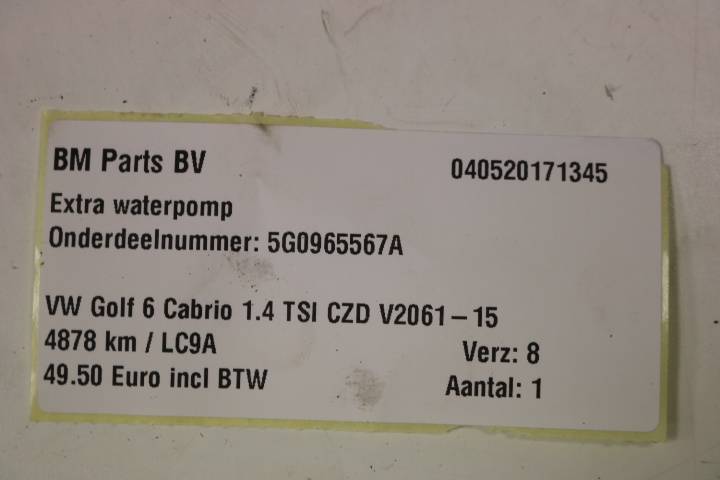 BM Parts BV 040520171345
Extra waterpomp
Onderdeelnummer: 5G0965567A
VW Golf 6 Cabrio 1.4 TSI CZD V2061-15
4878 km / LC9A Verz: 8
49.50 Euro incl BTW Aantal: 1